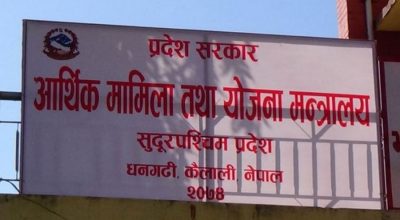 प्रदेश सरकार
आर्थिक मामिला तथा योजना मन्त्रालय
सुदूरपश्चिम प्रदेश
धनगढी, कैलाली, नेपाल
२०७४